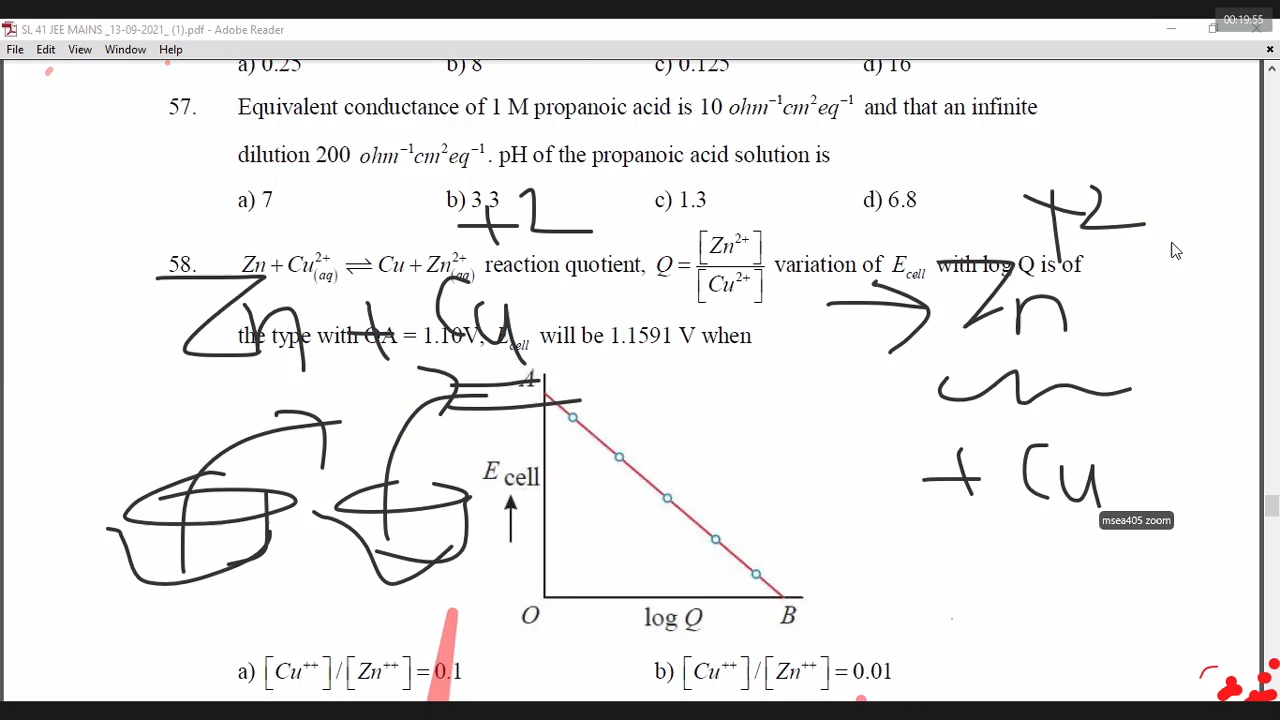 00:19:55
SL 41 JEE MAINS _13-09-2021_ (1).pdf - Adobe Reader
File Edit View Window Help
a) 0.25 b) 8 c) 0.125 d) 16
57. Equivalent conductance of 1 M propanoic acid is 10 ohm⁻¹cm²eq⁻¹ and that an infinite
dilution 200 ohm⁻¹cm²eq⁻¹. pH of the propanoic acid solution is
a) 7 b) 3.3 c) 1.3 d) 6.8
+2 +2
58. Zn + Cu²⁺(aq) ⇌ Cu + Zn²⁺(aq) reaction quotient, Q = [Zn²⁺]/[Cu²⁺] variation of E cell with log Q is of
Zn + Cu → Zn
the type with OA = 1.10V, E cell will be 1.1591 V when
A
E cell
+ Cu
msea405 zoom
O log Q B
a) [Cu⁺⁺]/[Zn⁺⁺] = 0.1 b) [Cu⁺⁺]/[Zn⁺⁺] = 0.01